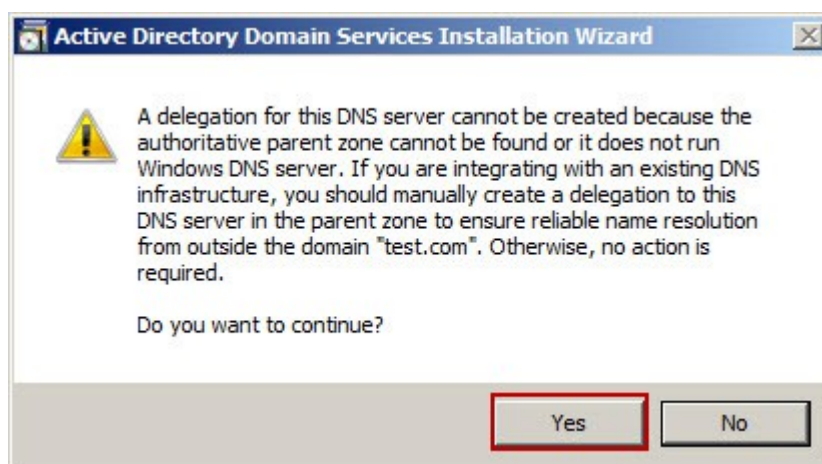 Active Directory Domain Services Installation Wizard
A delegation for this DNS server cannot be created because the
authoritative parent zone cannot be found or it does not run
Windows DNS server. If you are integrating with an existing DNS
infrastructure, you should manually create a delegation to this
DNS server in the parent zone to ensure reliable name resolution
from outside the domain "test.com". Otherwise, no action is
required.
Do you want to continue?
Yes No